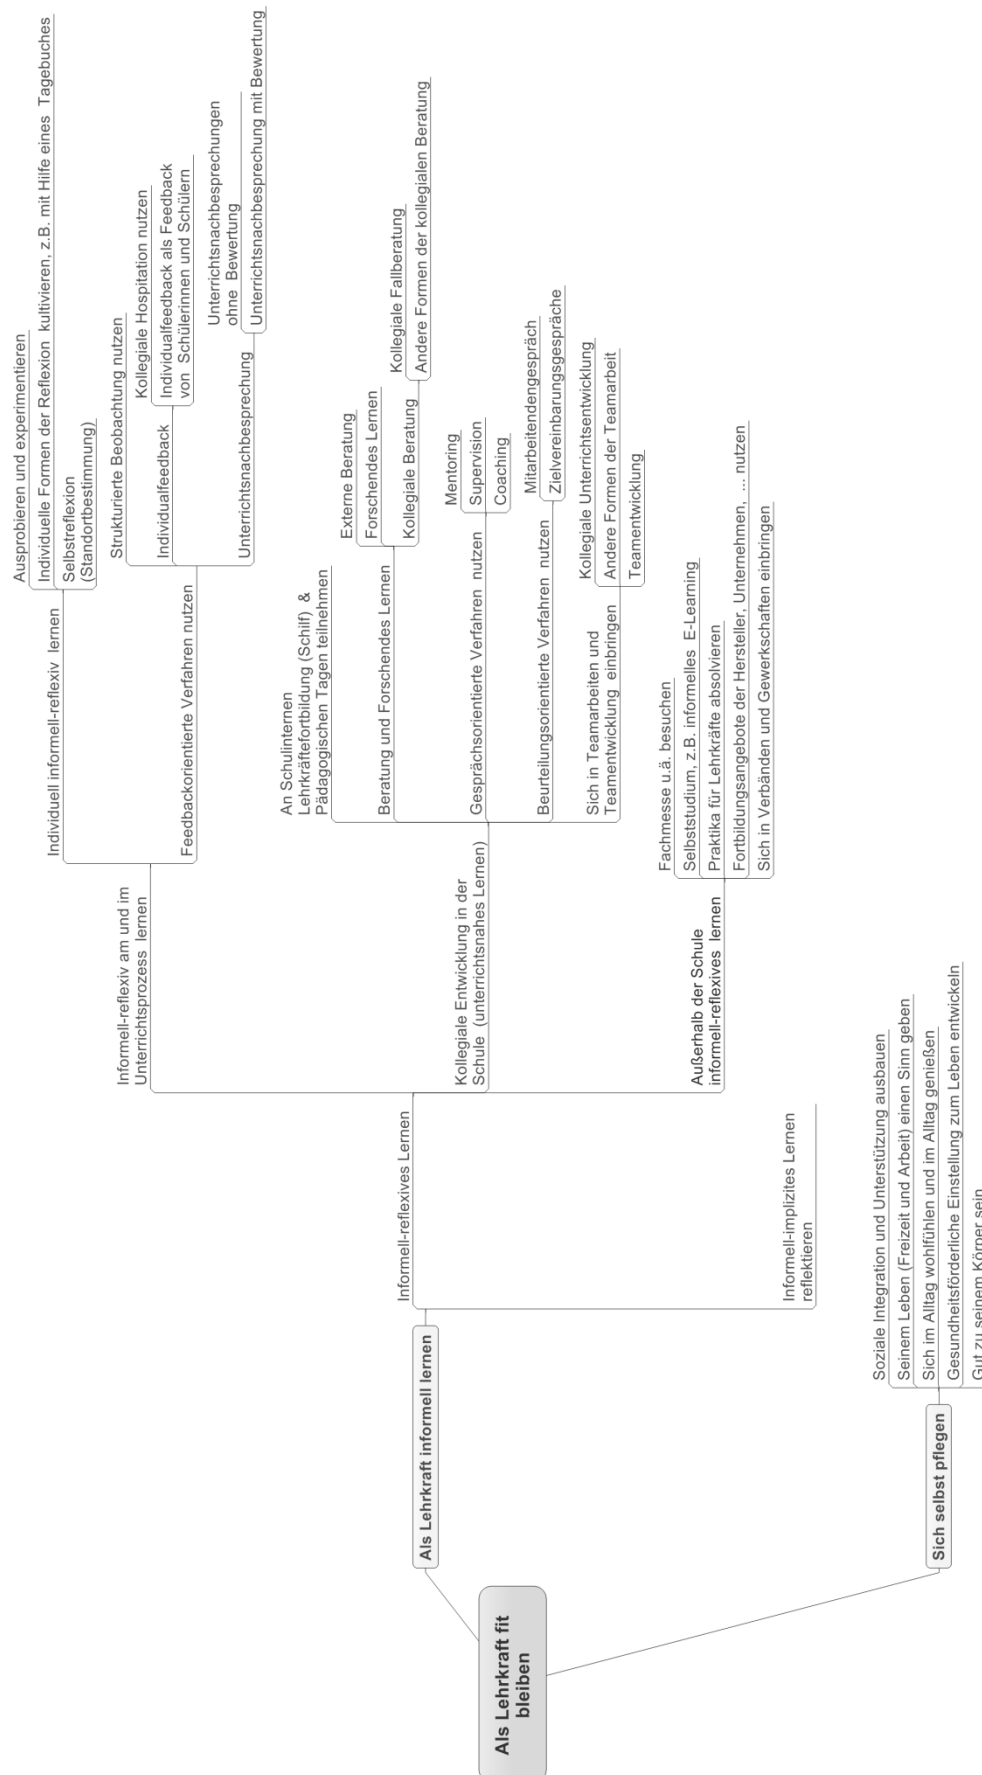 Als Lehrkraft fit
bleiben
Als Lehrkraft informell lernen
Informell-reflexives Lernen
Informell-reflexiv am und im
Unterrichtsprozess lernen
Individuell informell-reflexiv lernen
Ausprobieren und experimentieren
Individuelle Formen der Reflexion kultivieren, z.B. mit Hilfe eines Tagebuches
Selbstreflexion
(Standortbestimmung)
Feedbackorientierte Verfahren nutzen
Strukturierte Beobachtung nutzen
Individualfeedback
Kollegiale Hospitation nutzen
Individualfeedback als Feedback
von Schülerinnen und Schülern
Unterrichtsnachbesprechung
Unterrichtsnachbesprechungen
ohne Bewertung
Unterrichtsnachbesprechung mit Bewertung
Kollegiale Entwicklung in der
Schule (unterrichtsnahes Lernen)
An Schulinternen
Lehrkräftefortbildung (Schilf) &
Pädagogischen Tagen teilnehmen
Beratung und Forschendes Lernen
Externe Beratung
Forschendes Lernen
Kollegiale Beratung
Kollegiale Fallberatung
Andere Formen der kollegialen Beratung
Gesprächsorientierte Verfahren nutzen
Mentoring
Supervision
Coaching
Beurteilungsorientierte Verfahren nutzen
Mitarbeitendengespräch
Zielvereinbarungsgespräche
Sich in Teamarbeiten und
Teamentwicklung einbringen
Kollegiale Unterrichtsentwicklung
Andere Formen der Teamarbeit
Teamentwicklung
Außerhalb der Schule
informell-reflexives lernen
Fachmesse u.ä. besuchen
Selbststudium, z.B. informelles E-Learning
Praktika für Lehrkräfte absolvieren
Fortbildungsangebote der Hersteller, Unternehmen, ... nutzen
Sich in Verbänden und Gewerkschaften einbringen
Informell-implizites Lernen
reflektieren
Sich selbst pflegen
Soziale Integration und Unterstützung ausbauen
Seinem Leben (Freizeit und Arbeit) einen Sinn geben
Sich im Alltag wohlfühlen und im Alltag genießen
Gesundheitsförderliche Einstellung zum Leben entwickeln
Gut zu seinem Körper sein